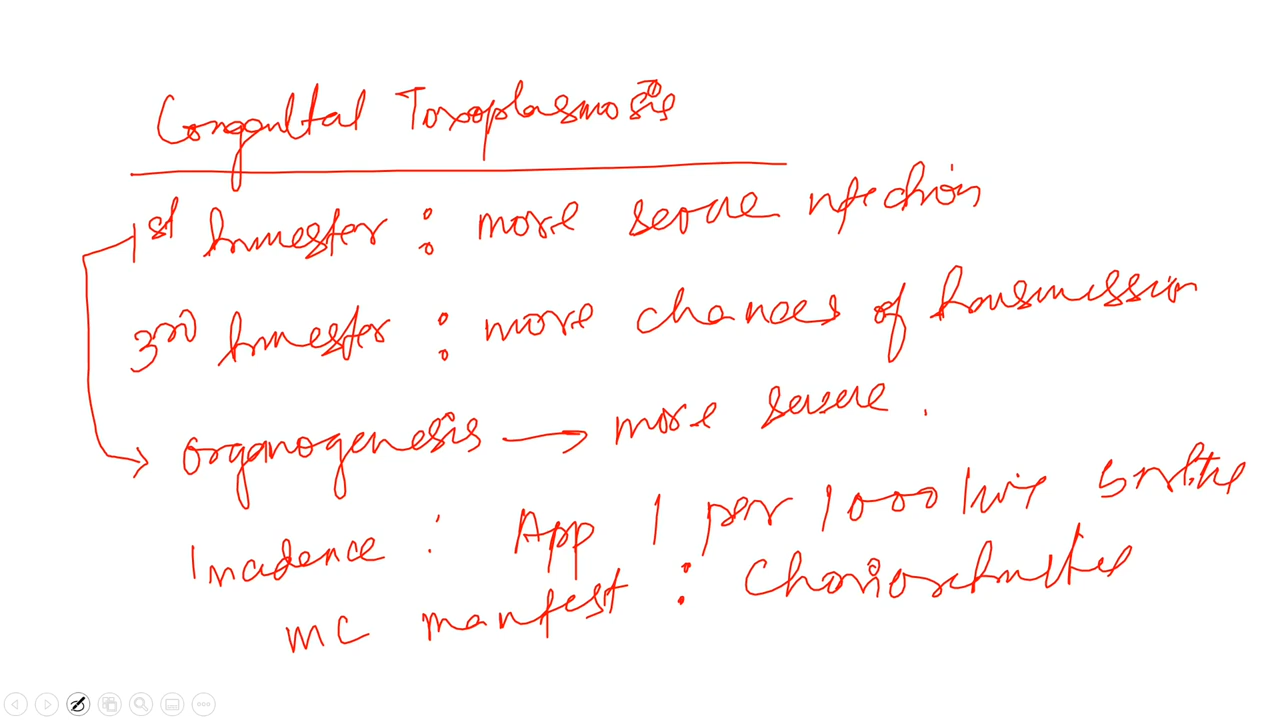 Congenital Toxoplasmosis
1st trimester : more severe infection
3rd trimester : more chances of transmission
organogenesis → more severe.
Incidence : App 1 per 1000 live births
MC manifest : Chorioretinitis